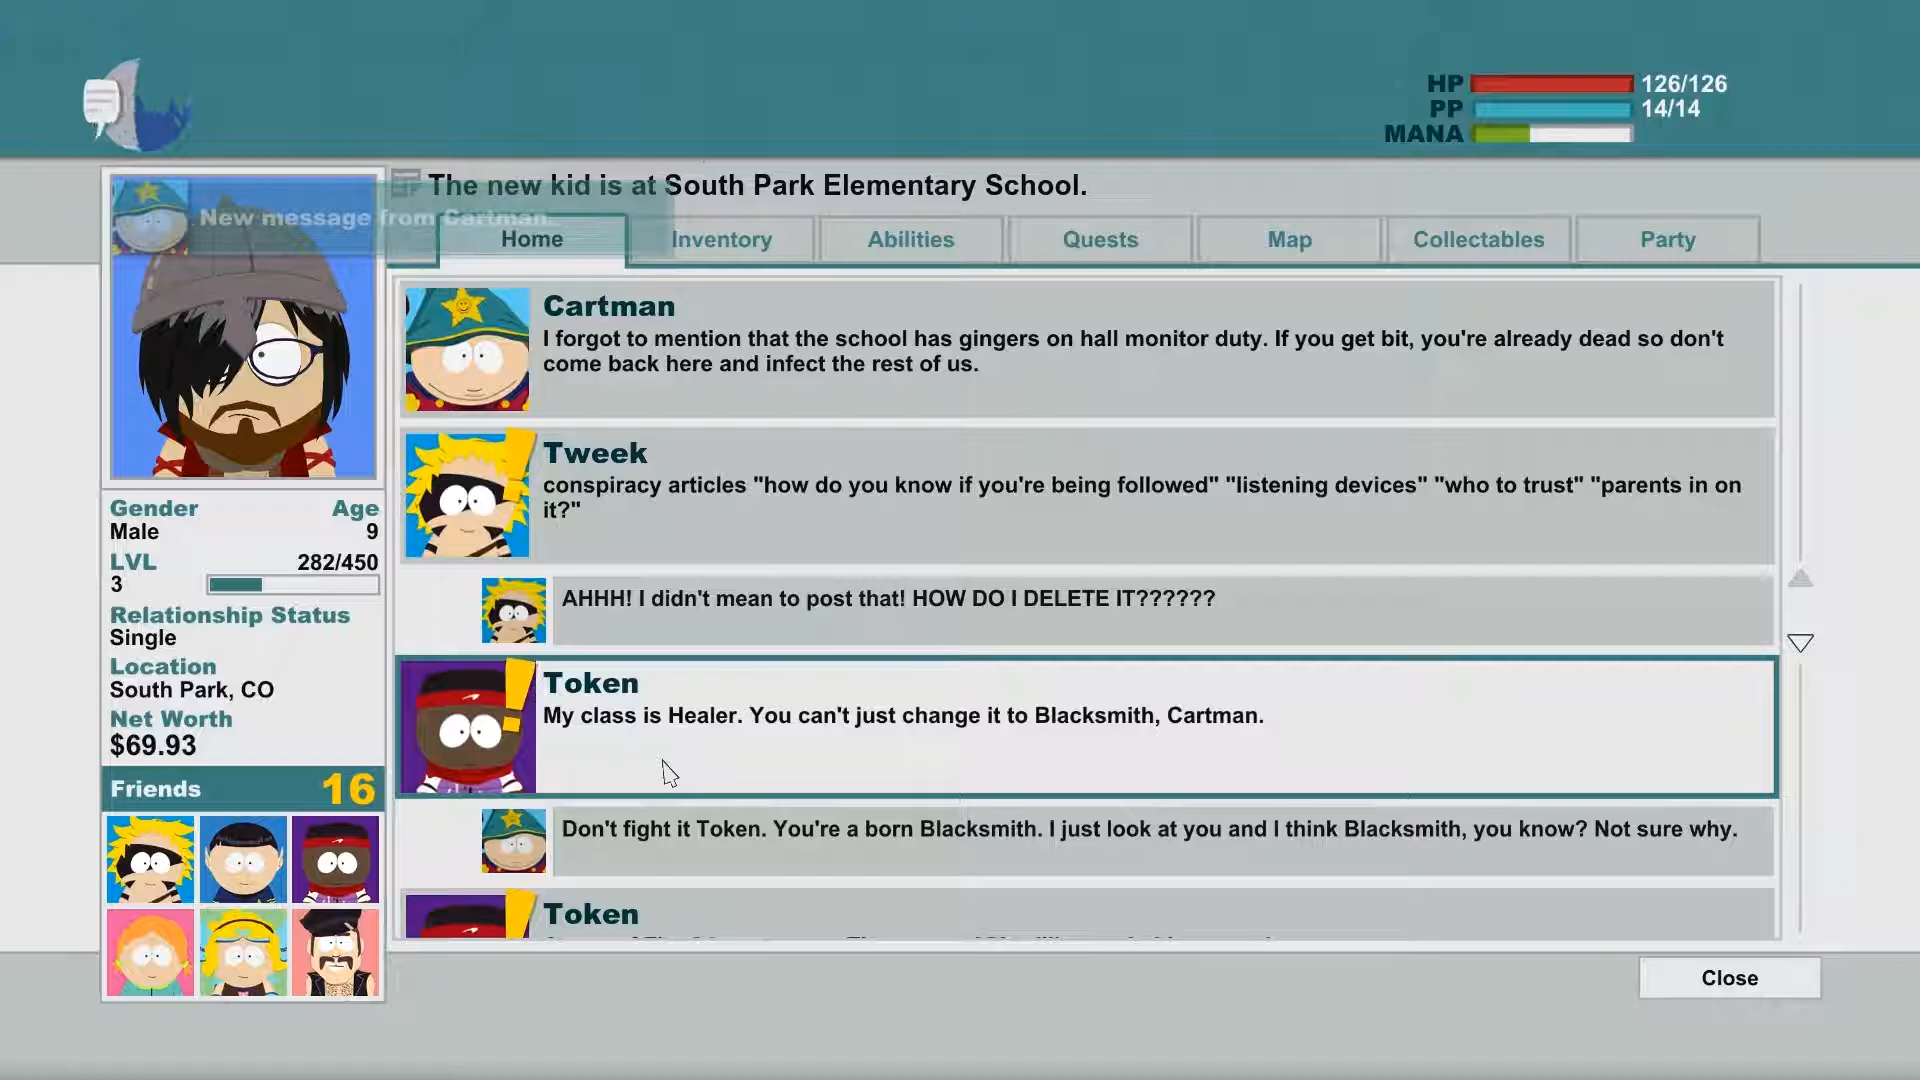 HP 126/126
PP 14/14
MANA
The new kid is at South Park Elementary School.
New message from Cartman.
Home Inventory Abilities Quests Map Collectables Party
Cartman
I forgot to mention that the school has gingers on hall monitor duty. If you get bit, you're already dead so don't
come back here and infect the rest of us.
Tweek
conspiracy articles "how do you know if you're being followed" "listening devices" "who to trust" "parents in on
it?"
AHHH! I didn't mean to post that! HOW DO I DELETE IT??????
Token
My class is Healer. You can't just change it to Blacksmith, Cartman.
Don't fight it Token. You're a born Blacksmith. I just look at you and I think Blacksmith, you know? Not sure why.
Token
Gender Age
Male 9
LVL 282/450
3
Relationship Status
Single
Location
South Park, CO
Net Worth
$69.93
Friends 16
Close